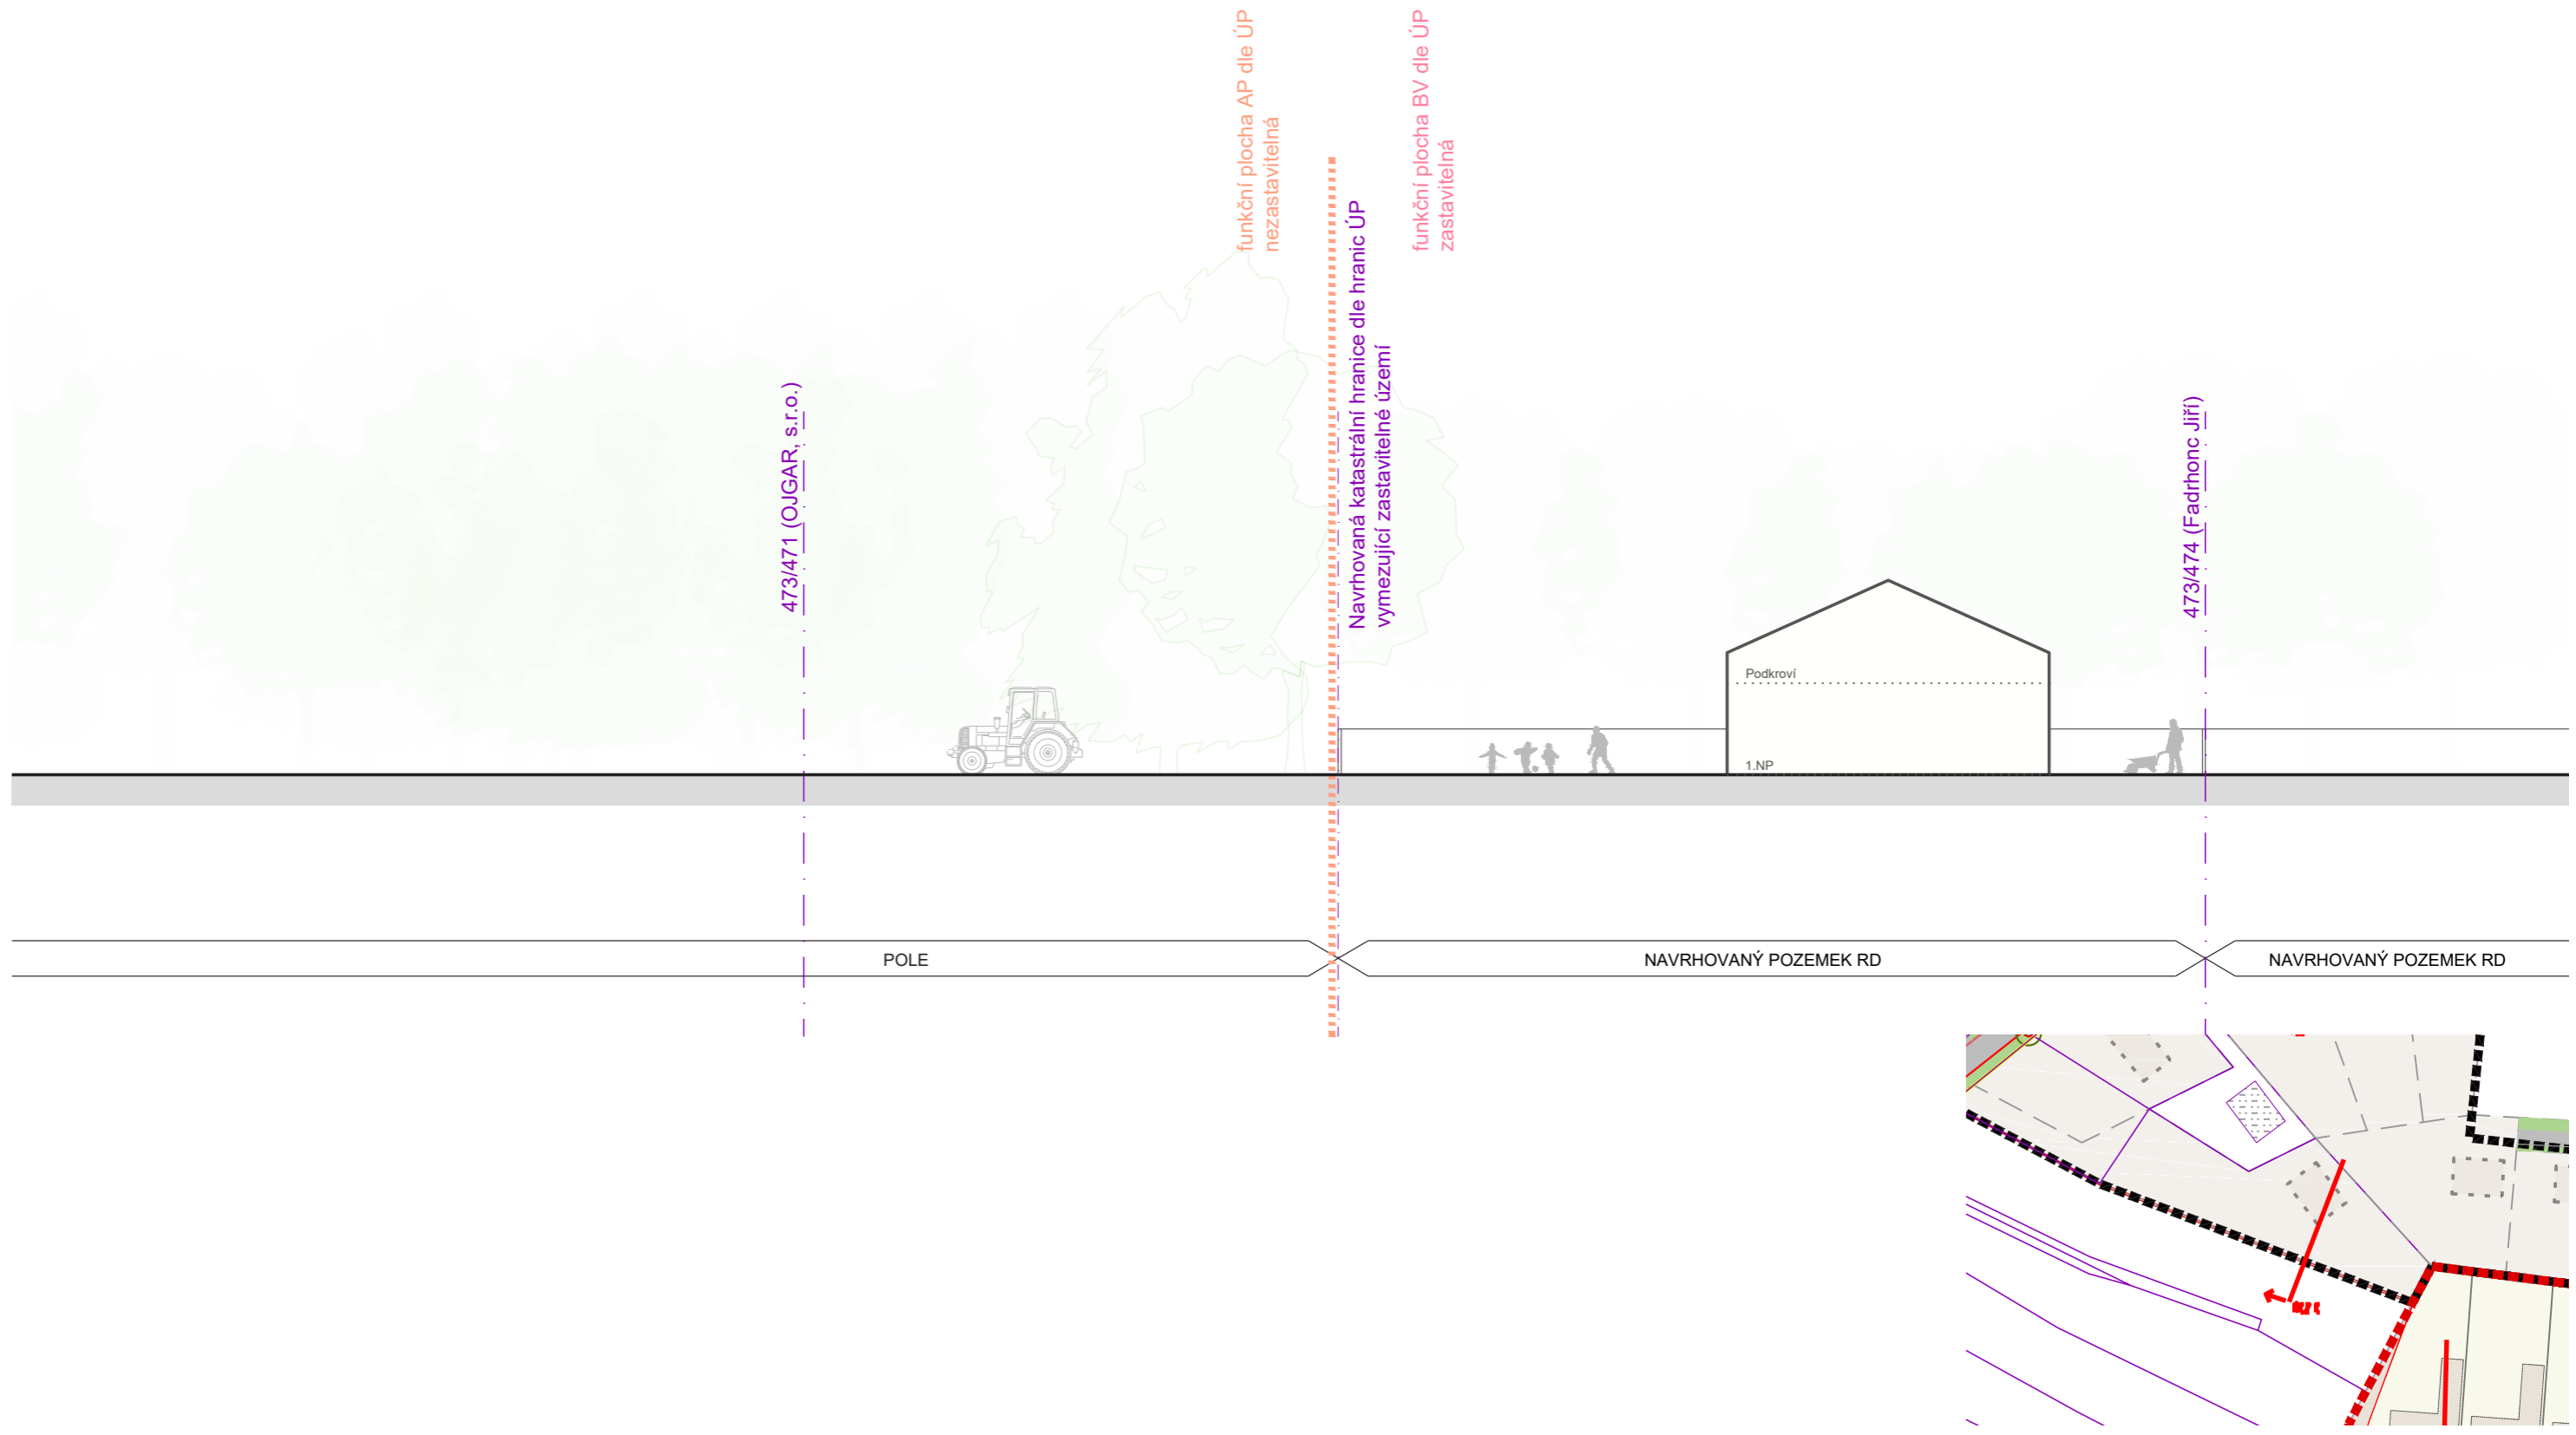 funkční plocha AP dle ÚP
nezastavitelná
funkční plocha BV dle ÚP
zastavitelná
Navrhovaná katastrální hranice dle hranic ÚP
vymezující zastavitelné území
473/471 (OJGAR, s.r.o.)
473/474 (Fadrhonc Jiří)
Podkroví
1.NP
POLE
NAVRHOVANÝ POZEMEK RD
NAVRHOVANÝ POZEMEK RD